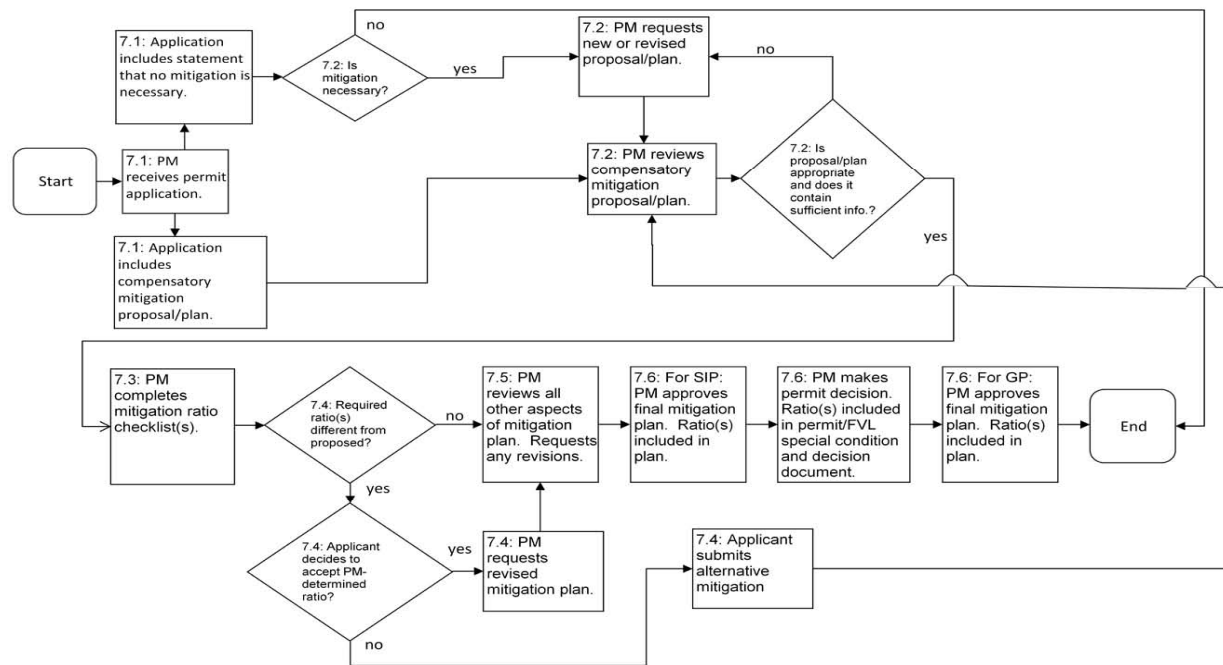 no
7.1: Application
includes statement
that no mitigation is
necessary.
7.2: Is
mitigation
necessary?
yes
7.2: PM requests
new or revised
proposal/plan.
no
Start
7.1: PM
receives permit
application.
7.2: PM reviews
compensatory
mitigation
proposal/plan.
7.2: Is
proposal/plan
appropriate
and does it
contain
sufficient info.?
yes
7.1: Application
includes
compensatory
mitigation
proposal/plan.
7.3: PM
completes
mitigation ratio
checklist(s).
7.4: Required
ratio(s)
different from
proposed?
no
yes
7.5: PM
reviews all
other aspects
of mitigation
plan. Requests
any revisions.
7.6: For SIP:
PM approves
final mitigation
plan. Ratio(s)
included in
plan.
7.6: PM makes
permit decision.
Ratio(s) included
in permit/FVL
special condition
and decision
document.
7.6: For GP:
PM approves
final mitigation
plan. Ratio(s)
included in
plan.
End
7.4: Applicant
decides to
accept PM-
determined
ratio?
yes
7.4: PM
requests
revised
mitigation plan.
7.4: Applicant
submits
alternative
mitigation
no